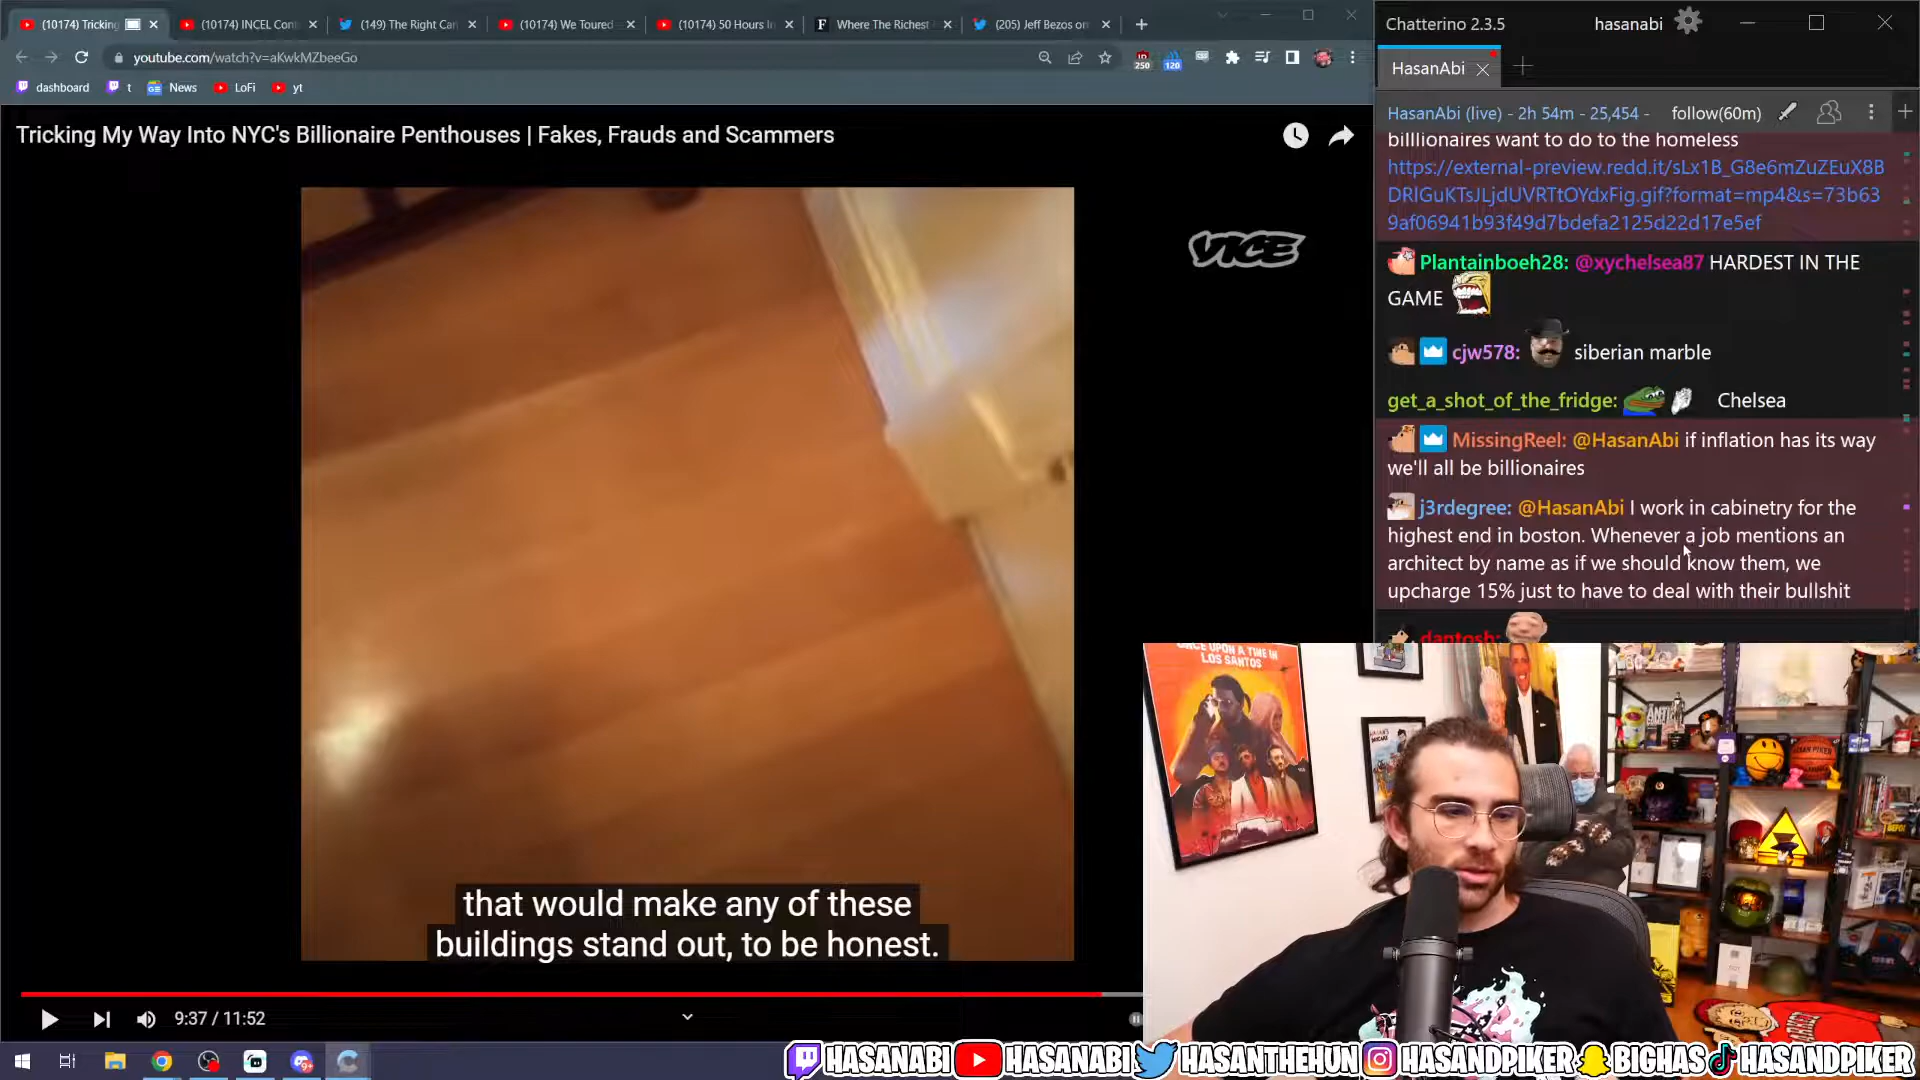 (10174) Tricking
(10174) INCEL Con
(149) The Right Can
(10174) We Toured
(10174) 50 Hours In
Where The Richest
(205) Jeff Bezos on
youtube.com/watch?v=aKwkMZbeeGo
250
120
dashboard
t
News
LoFi
yt
Tricking My Way Into NYC's Billionaire Penthouses | Fakes, Frauds and Scammers
VICE
that would make any of these
buildings stand out, to be honest.
9:37 / 11:52
Chatterino 2.3.5
hasanabi
HasanAbi
HasanAbi (live) - 2h 54m - 25,454 -
follow(60m)
billlionaires want to do to the homeless
https://external-preview.redd.it/sLx1B_G8e6mZuZEuX8B
DRlGuKTsJLjdUVRTtOYdxFig.gif?format=mp4&s=73b63
9af06941b93f49d7bdefa2125d22d17e5ef
Plantainboeh28: @xychelsea87 HARDEST IN THE
GAME
cjw578: siberian marble
get_a_shot_of_the_fridge: Chelsea
MissingReel: @HasanAbi if inflation has its way
we'll all be billionaires
j3rdegree: @HasanAbi I work in cabinetry for the
highest end in boston. Whenever a job mentions an
architect by name as if we should know them, we
upcharge 15% just to have to deal with their bullshit
dantosh:
ONCE UPON A TIME IN
LOS SANTOS
HASANABI
HASANABI
HASANTHEHUN
HASANDPIKER
BIGHAS
HASANDPIKER